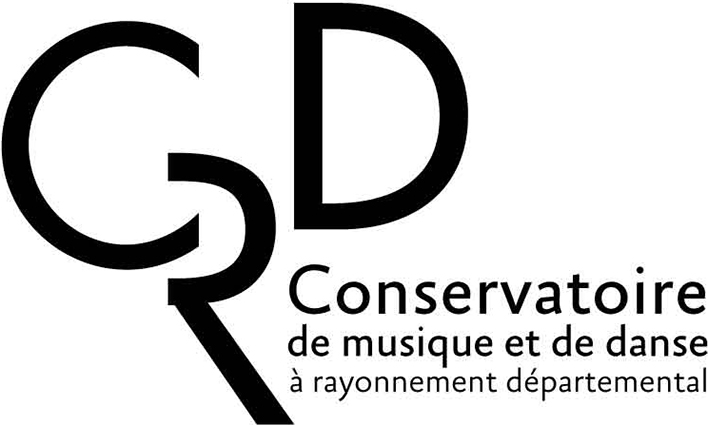 CRD
Conservatoire
de musique et de danse
à rayonnement départemental